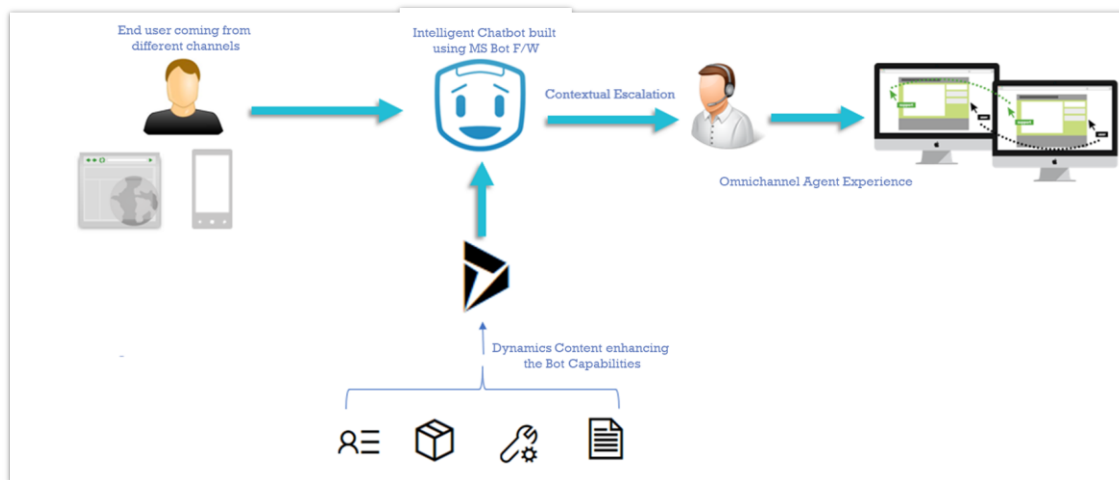 End user coming from
different channels
Intelligent Chatbot built
using MS Bot F/W
Contextual Escalation
Omnichannel Agent Experience
Dynamics Content enhancing
the Bot Capabilities